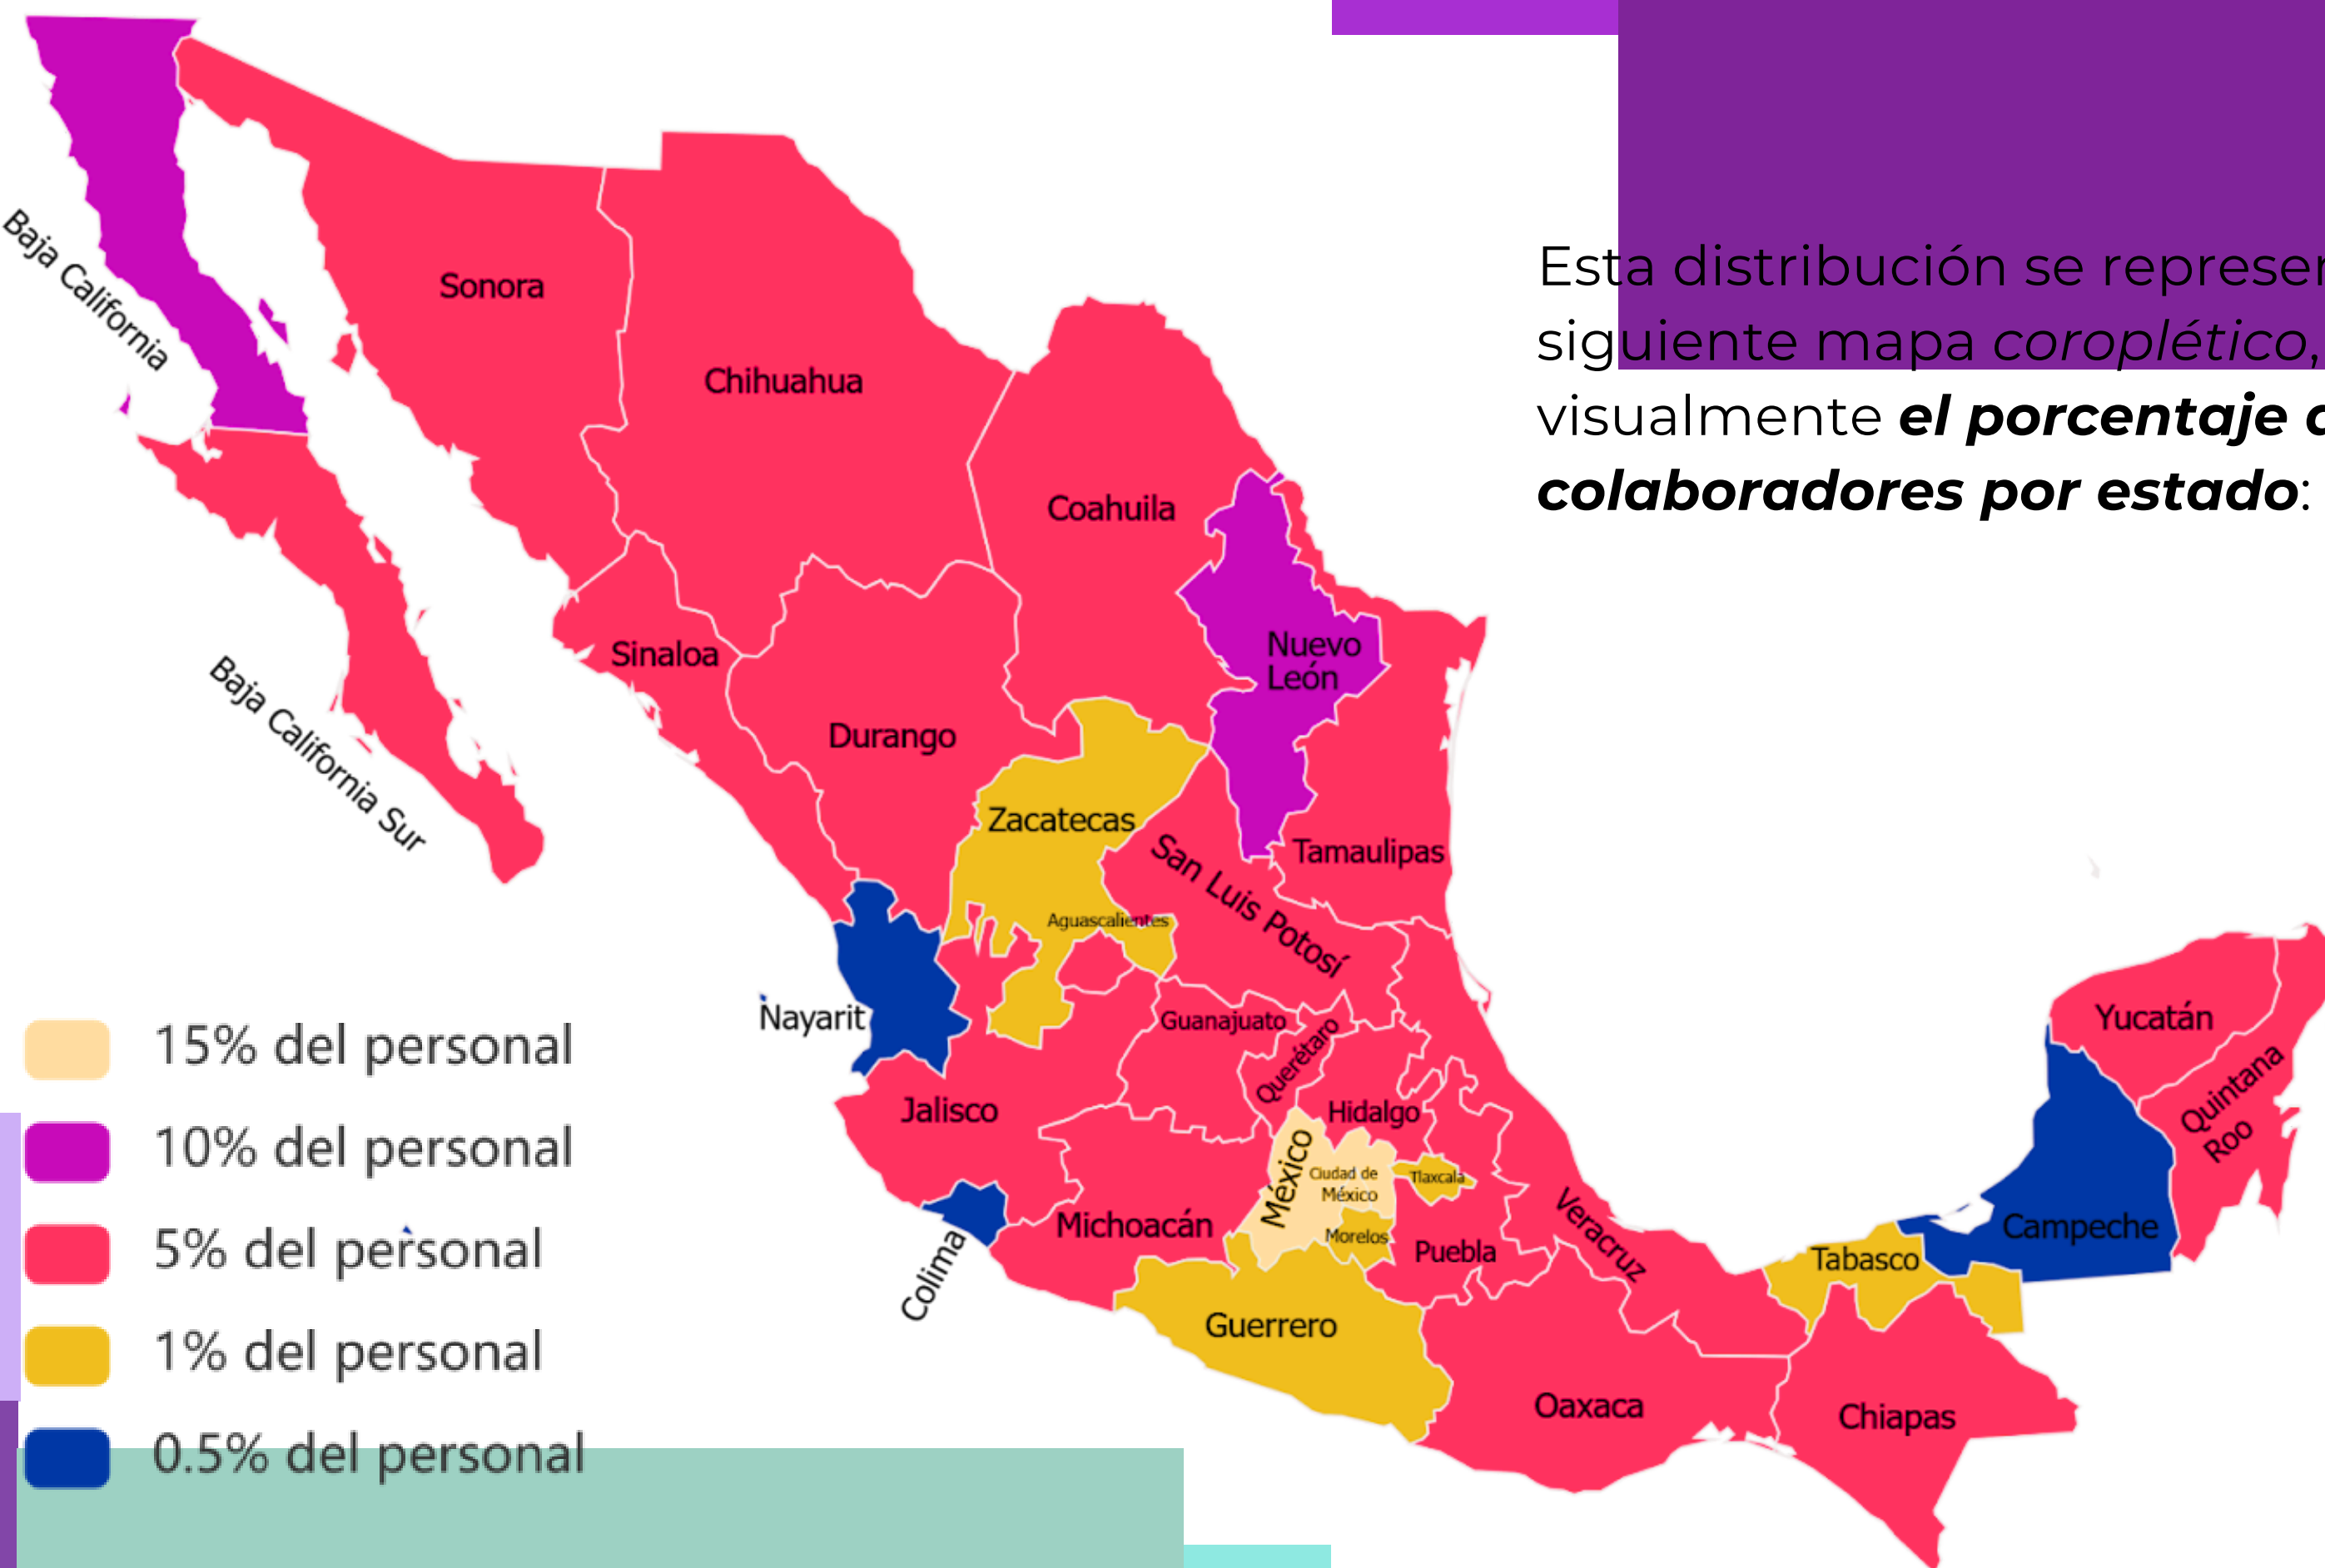 Esta distribución se
siguiente mapa coroplético,
visualmente el porcentaje
colaboradores por estado:
Baja California
Sonora
Chihuahua
Coahuila
Nuevo
León
Sinaloa
Baja California Sur
Durango
Zacatecas
Tamaulipas
San Luis Potosí
Aguascalientes
Nayarit
Guanajuato
Querétaro
Yucatán
Quintana
Roo
Jalisco
Hidalgo
México
Ciudad de
México
Tlaxcala
Michoacán
Morelos
Puebla
Veracruz
Campeche
Tabasco
Colima
Guerrero
Oaxaca
Chiapas
15% del personal
10% del personal
5% del personal
1% del personal
0.5% del personal